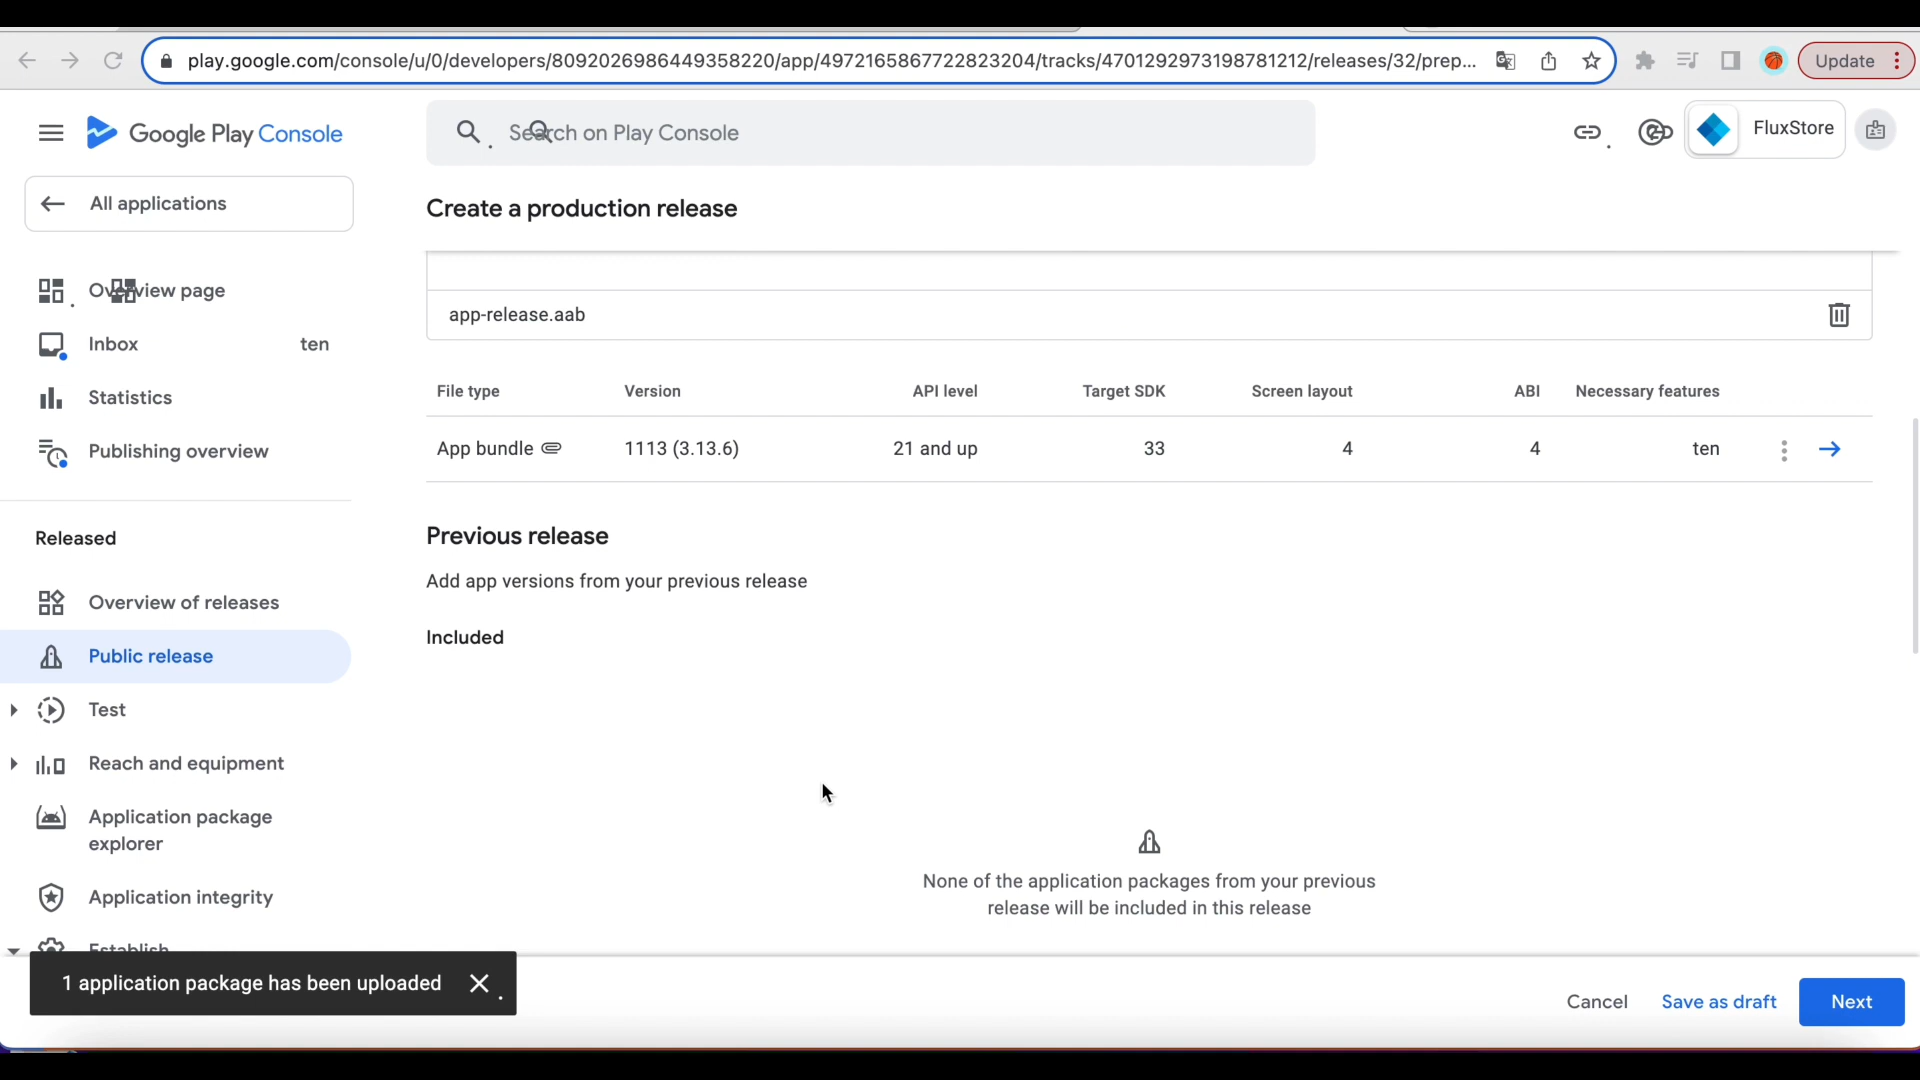 play.google.com/console/u/0/developers/8092026986449358220/app/4972165867722823204/tracks/4701292973198781212/releases/32/prep...
Update
Google Play Console
Search on Play Console
FluxStore
All applications
Create a production release
Overview page
Inbox ten
Statistics
Publishing overview
Released
Overview of releases
Public release
Test
Reach and equipment
Application package
explorer
Application integrity
Establish
app-release.aab
File type Version API level Target SDK Screen layout ABI Necessary features
App bundle 1113 (3.13.6) 21 and up 33 4 4 ten
Previous release
Add app versions from your previous release
Included
None of the application packages from your previous
release will be included in this release
1 application package has been uploaded
Cancel Save as draft Next